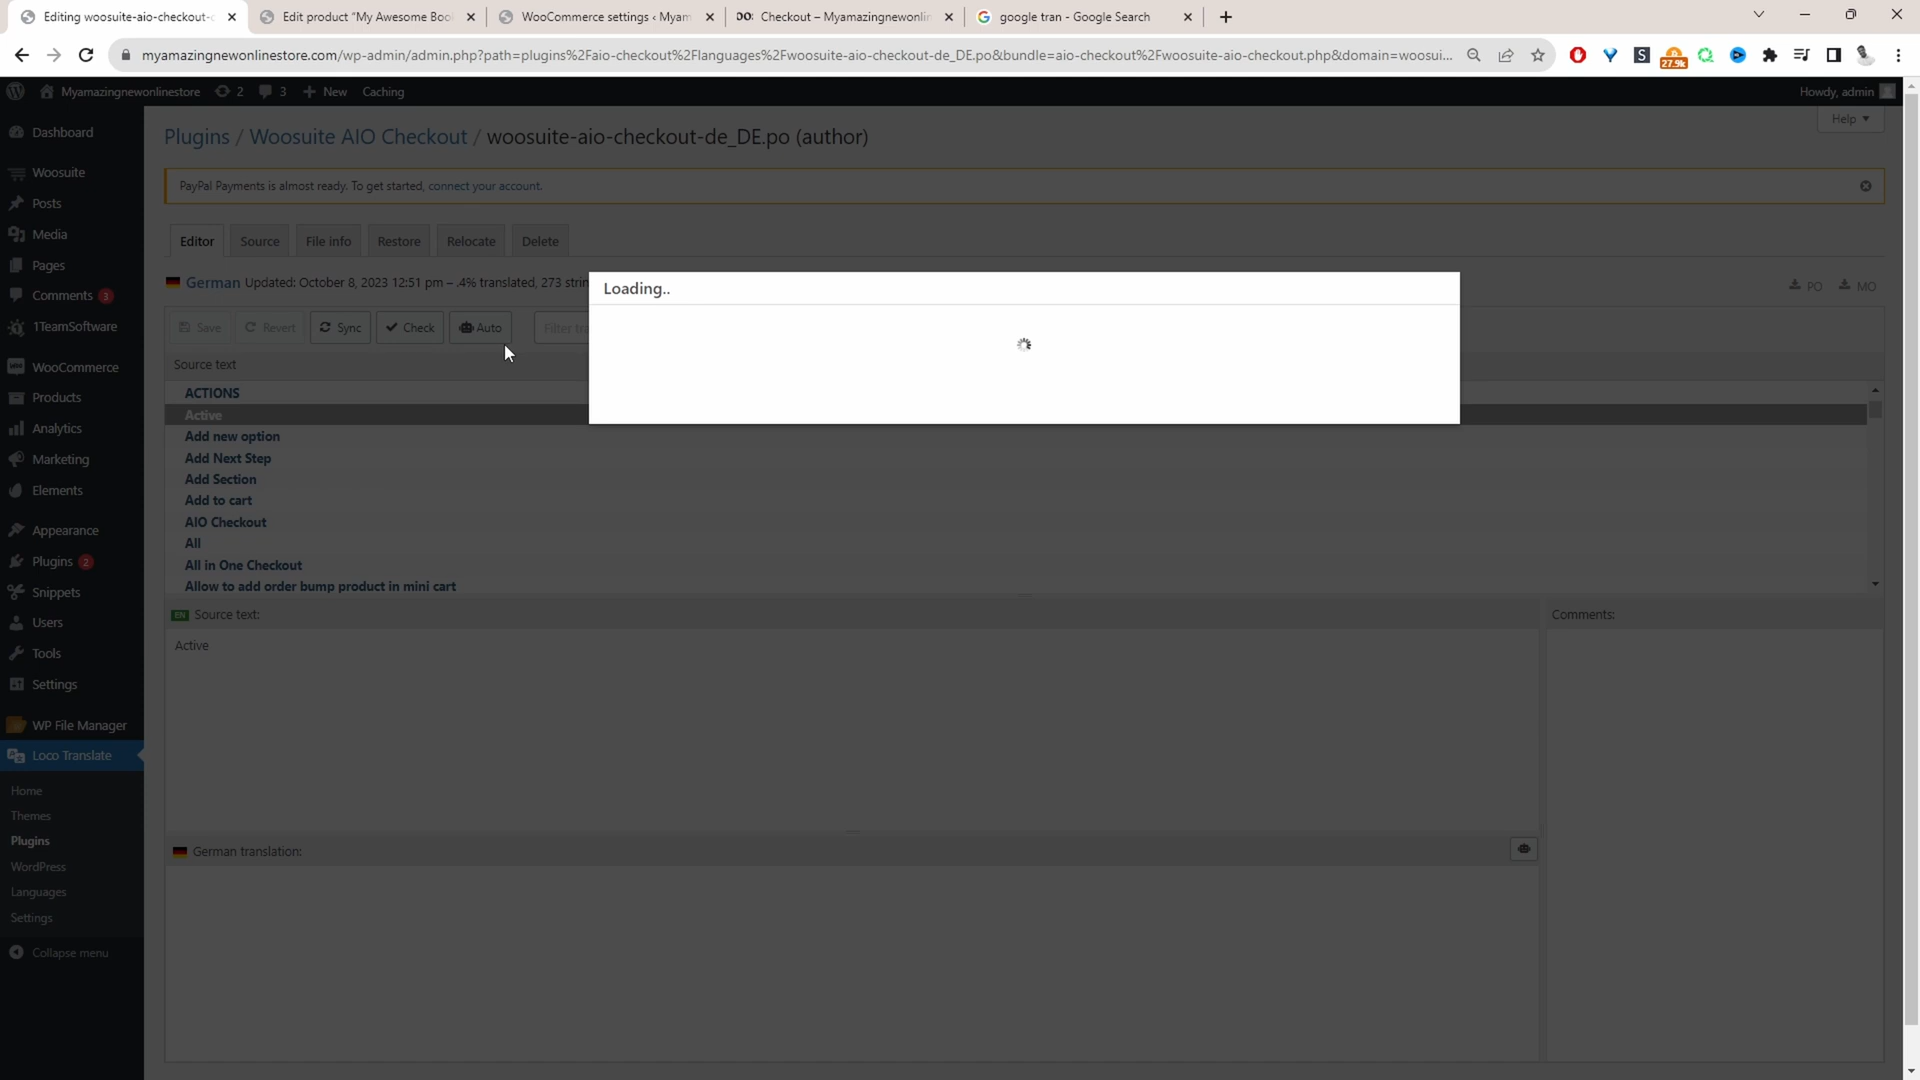 Editing woosuite-aio-checkout-
Edit product "My Awesome Boo
WooCommerce settings ‹ Myam
Checkout – Myamazingnewonlin
google tran - Google Search
myamazingnewonlinestore.com/wp-admin/admin.php?path=plugins%2Faio-checkout%2Flanguages%2Fwoosuite-aio-checkout-de_DE.po&bundle=aio-checkout%2Fwoosuite-aio-checkout.php&domain=woosui...
27.9k
Myamazingnewonlinestore
2
3
New
Caching
Howdy, admin
Help
Dashboard
Woosuite
Posts
Media
Pages
Comments 3
1TeamSoftware
WooCommerce
Products
Analytics
Marketing
Elements
Appearance
Plugins 2
Snippets
Users
Tools
Settings
WP File Manager
Loco Translate
Home
Themes
Plugins
WordPress
Languages
Settings
Collapse menu
Plugins / Woosuite AIO Checkout / woosuite-aio-checkout-de_DE.po (author)
PayPal Payments is almost ready. To get started, connect your account.
Editor
Source
File info
Restore
Relocate
Delete
German Updated: October 8, 2023 12:51 pm – .4% translated, 273 strin
PO
MO
Save
Revert
Sync
Check
Auto
Filter tra
Loading..
Source text
ACTIONS
Active
Add new option
Add Next Step
Add Section
Add to cart
AIO Checkout
All
All in One Checkout
Allow to add order bump product in mini cart
EN Source text:
Comments:
Active
German translation: